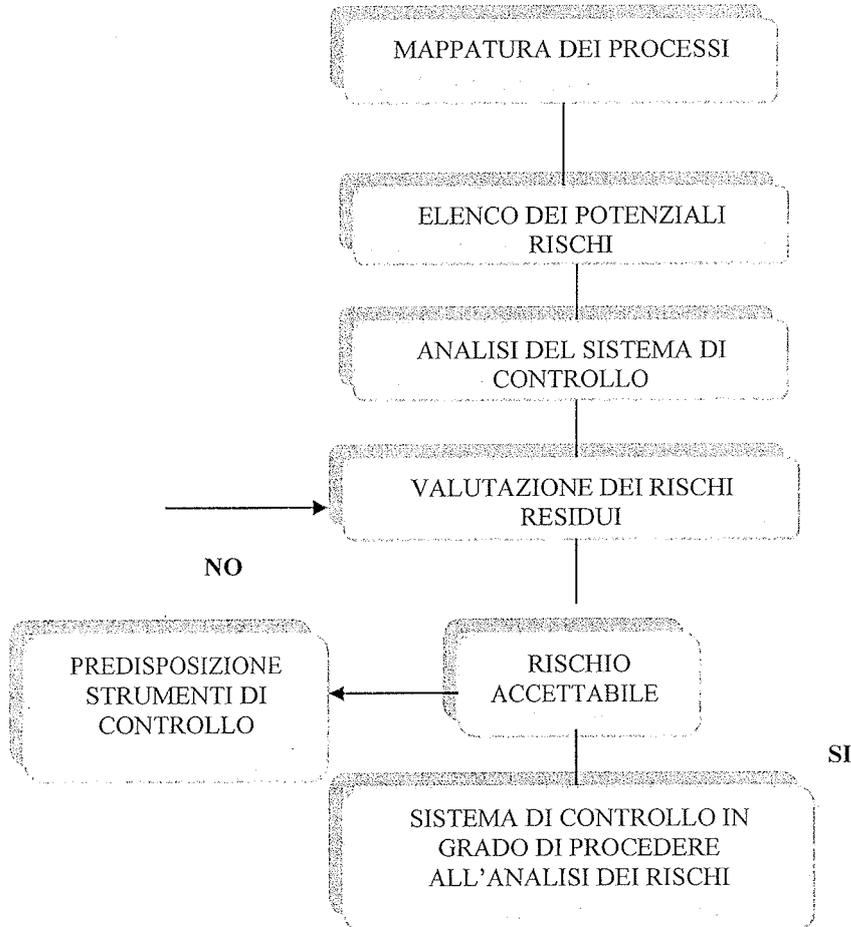 MAPPATURA DEI PROCESSI
ELENCO DEI POTENZIALI
RISCHI
ANALISI DEL SISTEMA DI
CONTROLLO
VALUTAZIONE DEI RISCHI
RESIDUI
NO
PREDISPOSIZIONE
STRUMENTI DI
CONTROLLO
RISCHIO
ACCETTABILE
SI
SISTEMA DI CONTROLLO IN
GRADO DI PROCEDERE
ALL'ANALISI DEI RISCHI